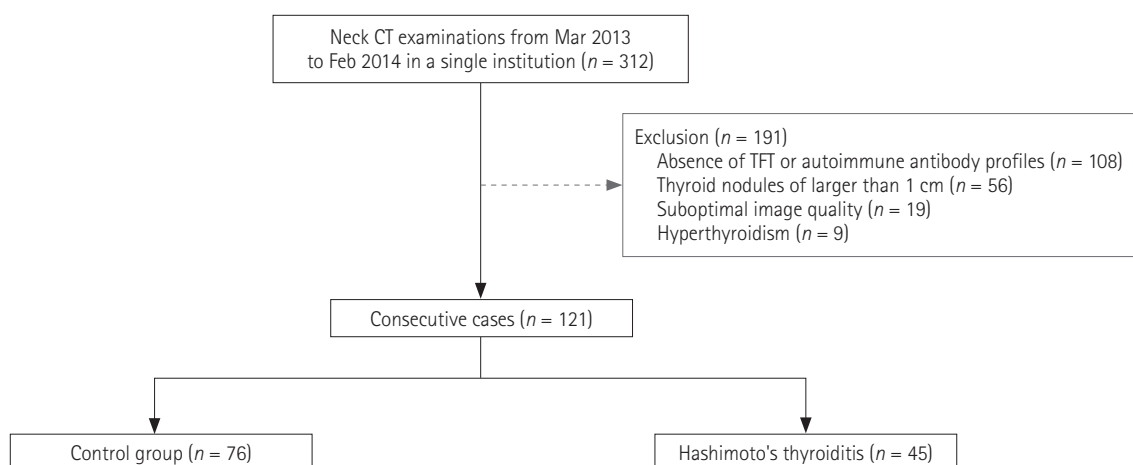 Neck CT examinations from Mar 2013
to Feb 2014 in a single institution (n = 312)
Exclusion (n = 191)
Absence of TFT or autoimmune antibody profiles (n = 108)
Thyroid nodules of larger than 1 cm (n = 56)
Suboptimal image quality (n = 19)
Hyperthyroidism (n = 9)
Consecutive cases (n = 121)
Control group (n = 76)
Hashimoto's thyroiditis (n = 45)